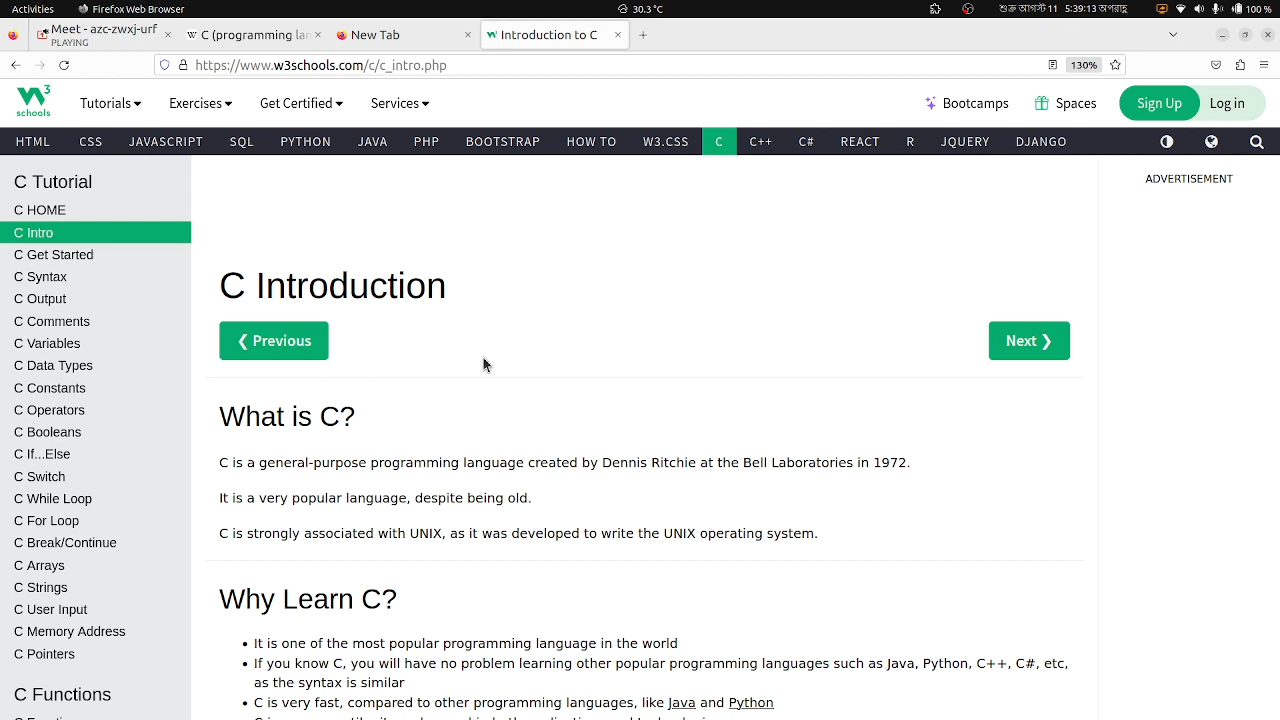 Activities Firefox Web Browser 30.3 °C শুক্র আগস্ট 11 5:39:13 অপরাহ্ণ 100 %
Meet - azc-zwxj-urf × C (programming lan × New Tab × Introduction to C × +
PLAYING
https://www.w3schools.com/c/c_intro.php 130%
W3 schools Tutorials Exercises Get Certified Services Bootcamps Spaces Sign Up Log in
HTML CSS JAVASCRIPT SQL PYTHON JAVA PHP BOOTSTRAP HOW TO W3.CSS C C++ C# REACT R JQUERY DJANGO
C Tutorial
C HOME
C Intro
C Get Started
C Syntax
C Output
C Comments
C Variables
C Data Types
C Constants
C Operators
C Booleans
C If...Else
C Switch
C While Loop
C For Loop
C Break/Continue
C Arrays
C Strings
C User Input
C Memory Address
C Pointers
C Functions
C Introduction
❮ Previous Next ❯
What is C?
C is a general-purpose programming language created by Dennis Ritchie at the Bell Laboratories in 1972.
It is a very popular language, despite being old.
C is strongly associated with UNIX, as it was developed to write the UNIX operating system.
Why Learn C?
• It is one of the most popular programming language in the world
• If you know C, you will have no problem learning other popular programming languages such as Java, Python, C++, C#, etc,
as the syntax is similar
• C is very fast, compared to other programming languages, like Java and Python
ADVERTISEMENT